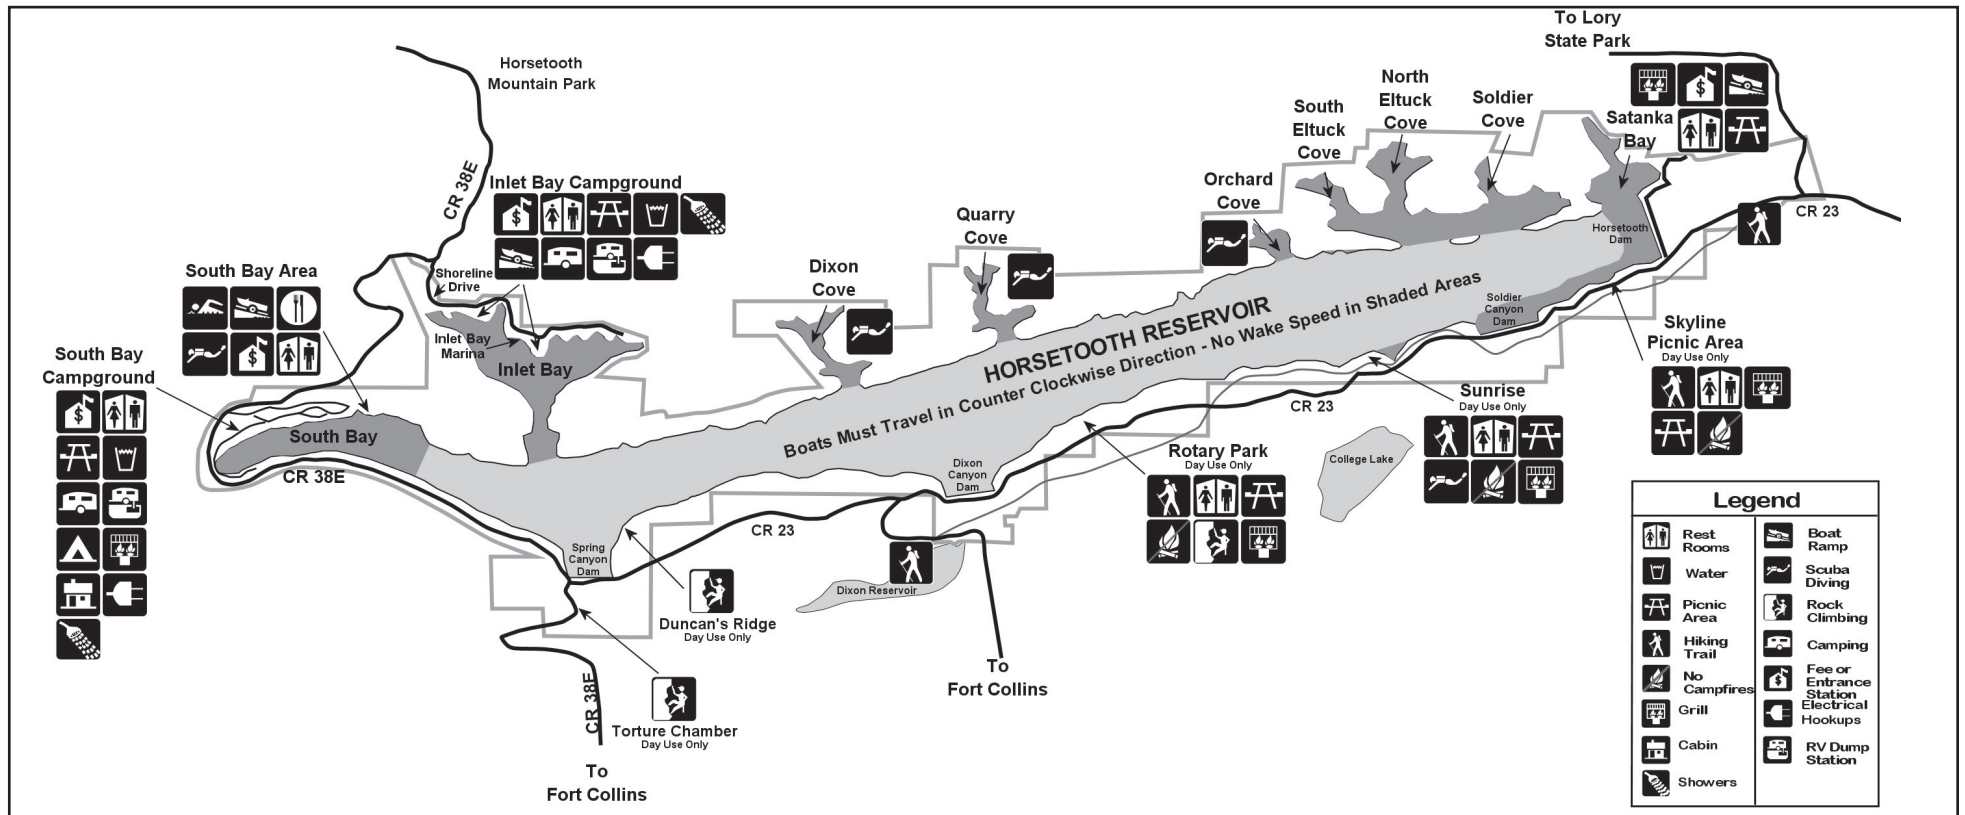 To Lory
State Park
Horsetooth
Mountain Park
CR 38E
Inlet Bay Campground
$
Shoreline
Drive
Inlet Bay
Marina
Inlet Bay
South Bay Area
$
South Bay
Campground
$
South Bay
CR 38E
Dixon
Cove
Quarry
Cove
Orchard
Cove
South
Eltuck
Cove
North
Eltuck
Cove
Soldier
Cove
Satanka
Bay
$
Horsetooth
Dam
CR 23
Soldier
Canyon
Dam
HORSETOOTH RESERVOIR
Boats Must Travel in Counter Clockwise Direction - No Wake Speed in Shaded Areas
Skyline
Picnic Area
Day Use Only
Sunrise
Day Use Only
CR 23
College Lake
Rotary Park
Day Use Only
Dixon
Canyon
Dam
CR 23
Spring
Canyon
Dam
Dixon Reservoir
Duncan's Ridge
Day Use Only
To
Fort Collins
CR 38E
Torture Chamber
Day Use Only
To
Fort Collins
Legend
Rest
Rooms
Water
Picnic
Area
Hiking
Trail
No
Campfires
Grill
Cabin
Showers
Boat
Ramp
Scuba
Diving
Rock
Climbing
Camping
$
Fee or
Entrance
Station
Electrical
Hookups
RV Dump
Station